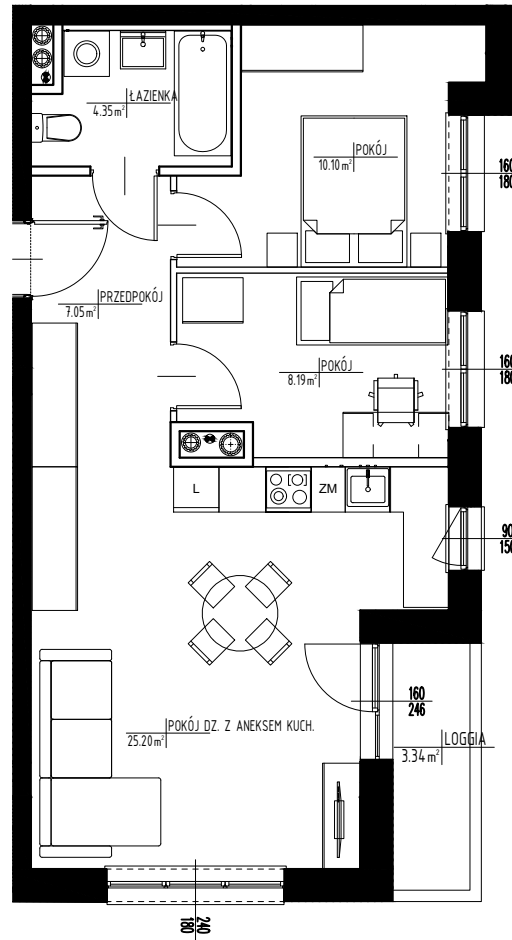 ŁAZIENKA
4.35 m²
POKÓJ
10.10 m²
160
180
PRZEDPOKÓJ
7.05 m²
POKÓJ
8.19 m²
160
180
L
ZM
90
150
160
246
POKÓJ DZ. Z ANEKSEM KUCH.
25.20 m²
LOGGIA
3.34 m²
240
180